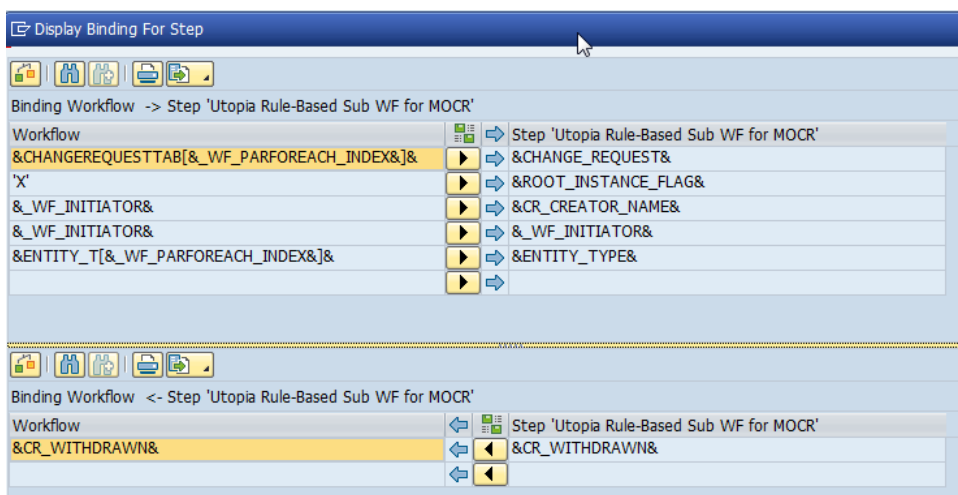 Display Binding For Step
Binding Workflow -> Step 'Utopia Rule-Based Sub WF for MOCR'
Workflow Step 'Utopia Rule-Based Sub WF for MOCR'
&CHANGEREQUESTTAB[&_WF_PARFOREACH_INDEX&]& &CHANGE_REQUEST&
'X' &ROOT_INSTANCE_FLAG&
&_WF_INITIATOR& &CR_CREATOR_NAME&
&_WF_INITIATOR& &_WF_INITIATOR&
&ENTITY_T[&_WF_PARFOREACH_INDEX&]& &ENTITY_TYPE&
Binding Workflow <- Step 'Utopia Rule-Based Sub WF for MOCR'
Workflow Step 'Utopia Rule-Based Sub WF for MOCR'
&CR_WITHDRAWN& &CR_WITHDRAWN&